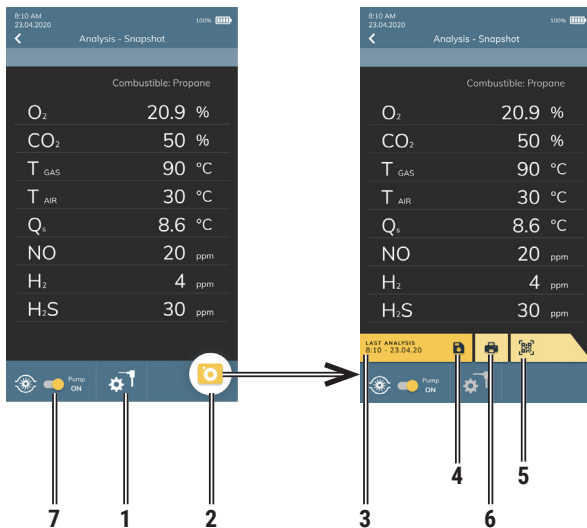 8:10 AM
23.04.2020
100%
Analysis - Snapshot
Combustible: Propane
O₂ 20.9 %
CO₂ 50 %
T GAS 90 °C
T AIR 30 °C
Qs 8.6 °C
NO 20 ppm
H₂ 4 ppm
H₂S 30 ppm
Pump
ON
7 1 2
8:10 AM
23.04.2020
100%
Analysis - Snapshot
Combustible: Propane
O₂ 20.9 %
CO₂ 50 %
T GAS 90 °C
T AIR 30 °C
Qs 8.6 °C
NO 20 ppm
H₂ 4 ppm
H₂S 30 ppm
LAST ANALYSIS
8:10 - 23.04.20
Pump
ON
3 4 6 5